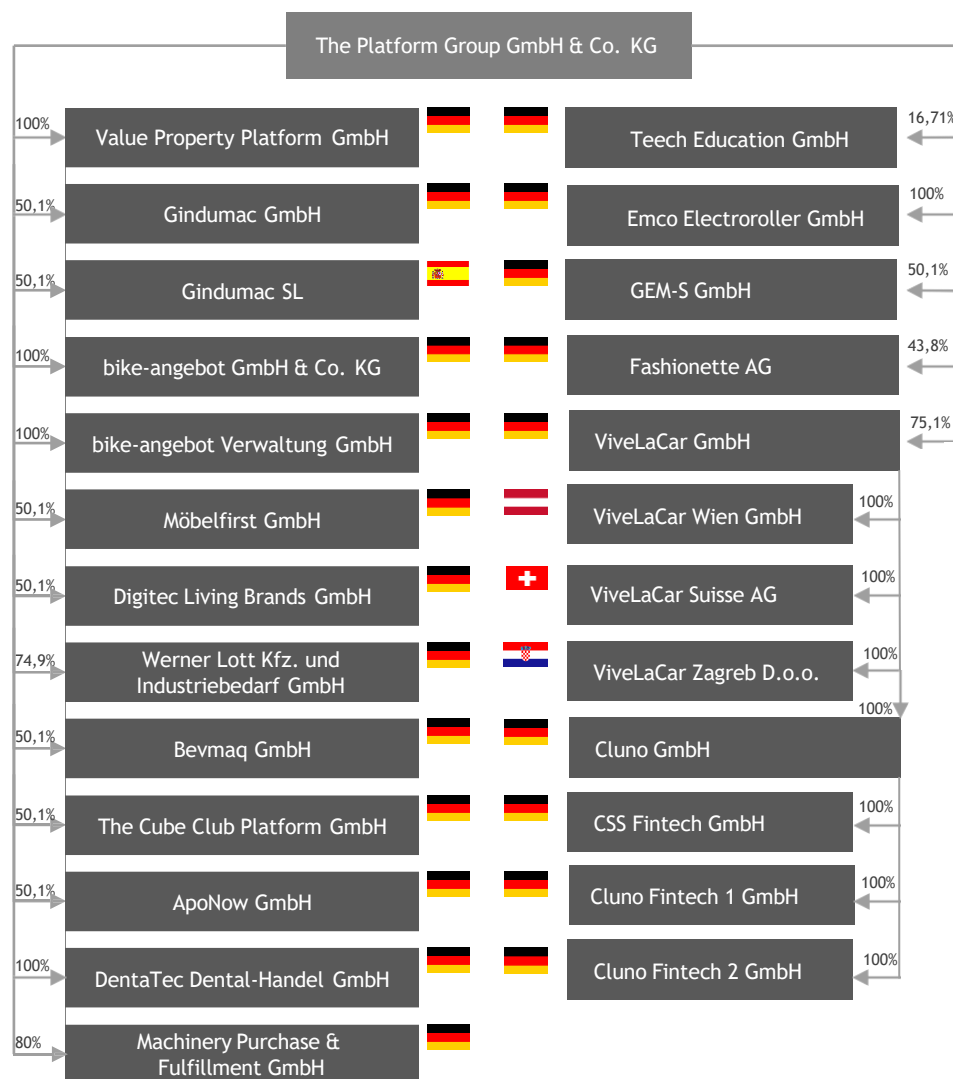 The Platform Group GmbH & Co. KG
100%
Value Property Platform GmbH
50,1%
Gindumac GmbH
50,1%
Gindumac SL
100%
bike-angebot GmbH & Co. KG
100%
bike-angebot Verwaltung GmbH
50,1%
Möbelfirst GmbH
50,1%
Digitec Living Brands GmbH
74,9%
Werner Lott Kfz. und
Industriebedarf GmbH
50,1%
Bevmaq GmbH
50,1%
The Cube Club Platform GmbH
50,1%
ApoNow GmbH
100%
DentaTec Dental-Handel GmbH
80%
Machinery Purchase &
Fulfillment GmbH
Teech Education GmbH
16,71%
Emco Electroroller GmbH
100%
GEM-S GmbH
50,1%
Fashionette AG
43,8%
ViveLaCar GmbH
75,1%
ViveLaCar Wien GmbH
100%
ViveLaCar Suisse AG
100%
ViveLaCar Zagreb D.o.o.
100%
Cluno GmbH
100%
CSS Fintech GmbH
100%
Cluno Fintech 1 GmbH
100%
Cluno Fintech 2 GmbH
100%